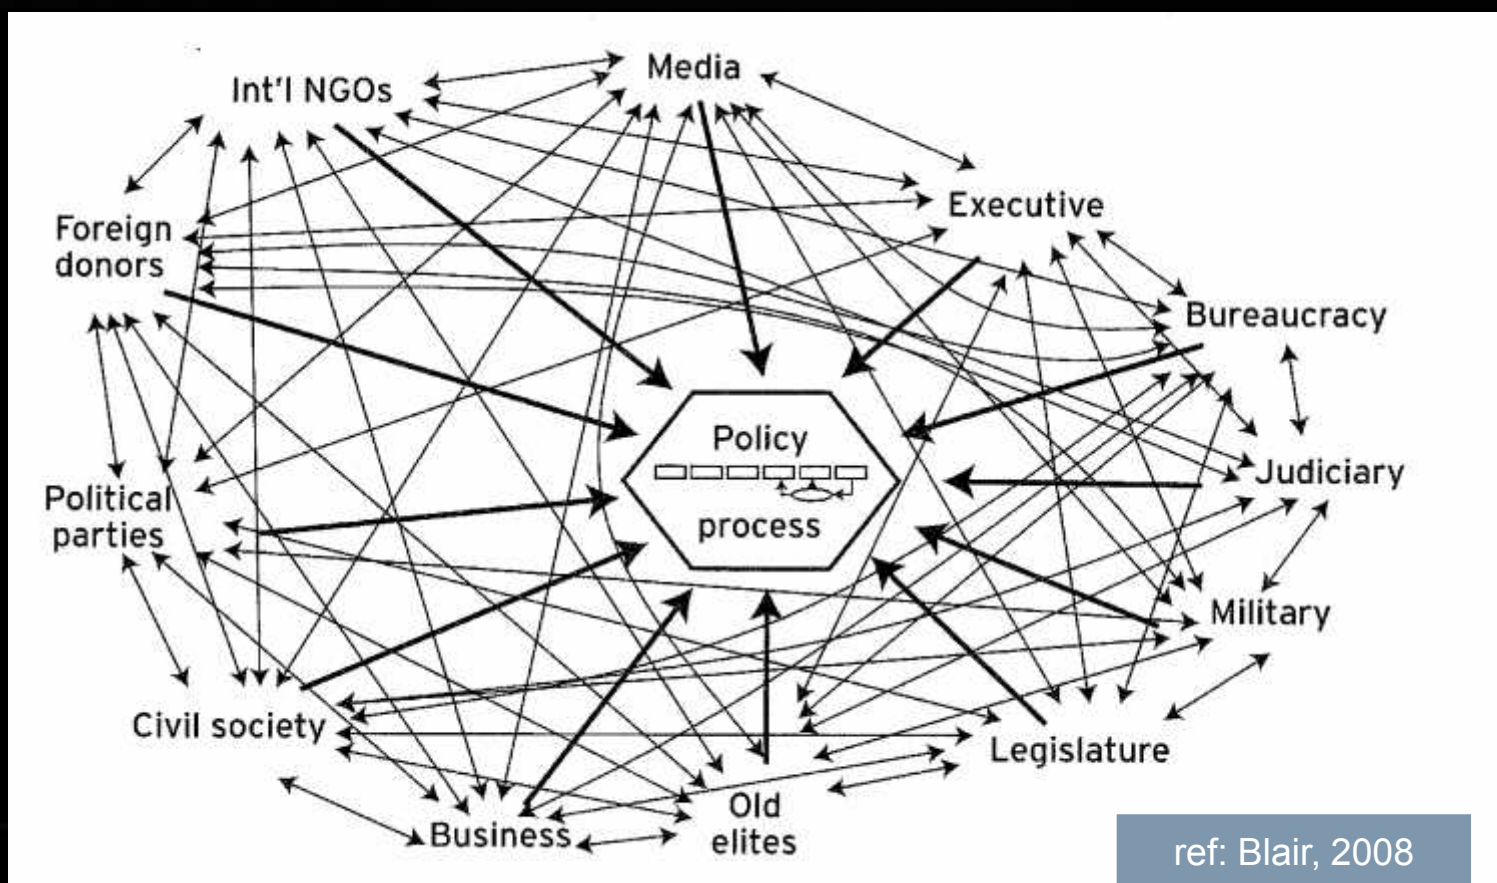 Media
Int'l NGOs
Executive
Foreign
donors
Bureaucracy
Policy
process
Judiciary
Political
parties
Military
Civil society
Legislature
Old
elites
Business
ref: Blair, 2008